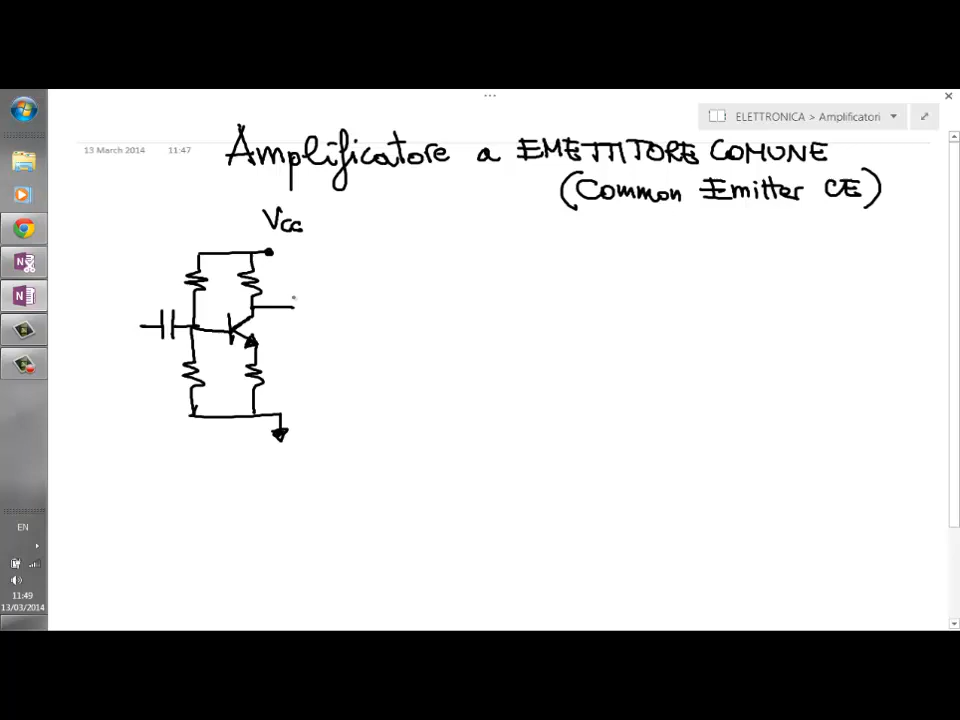 ELETTRONICA > Amplificatori
13 March 2014 11:47
Amplificatore a EMETTITORE COMUNE
(Common Emitter CE)
Vcc
EN
11:49
13/03/2014